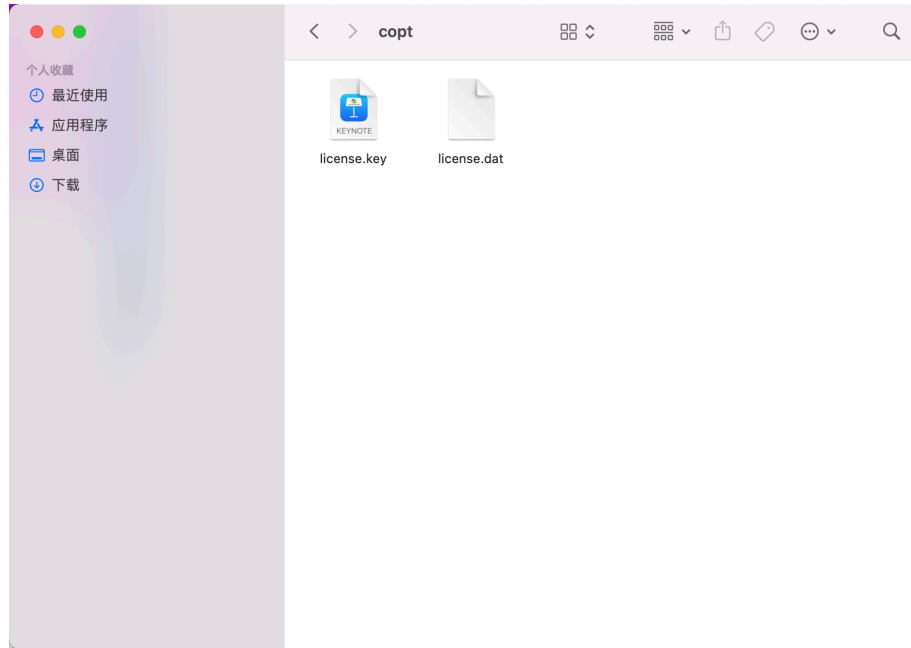 copt
个人收藏
最近使用
应用程序
桌面
下载
KEYNOTE
license.key
license.dat